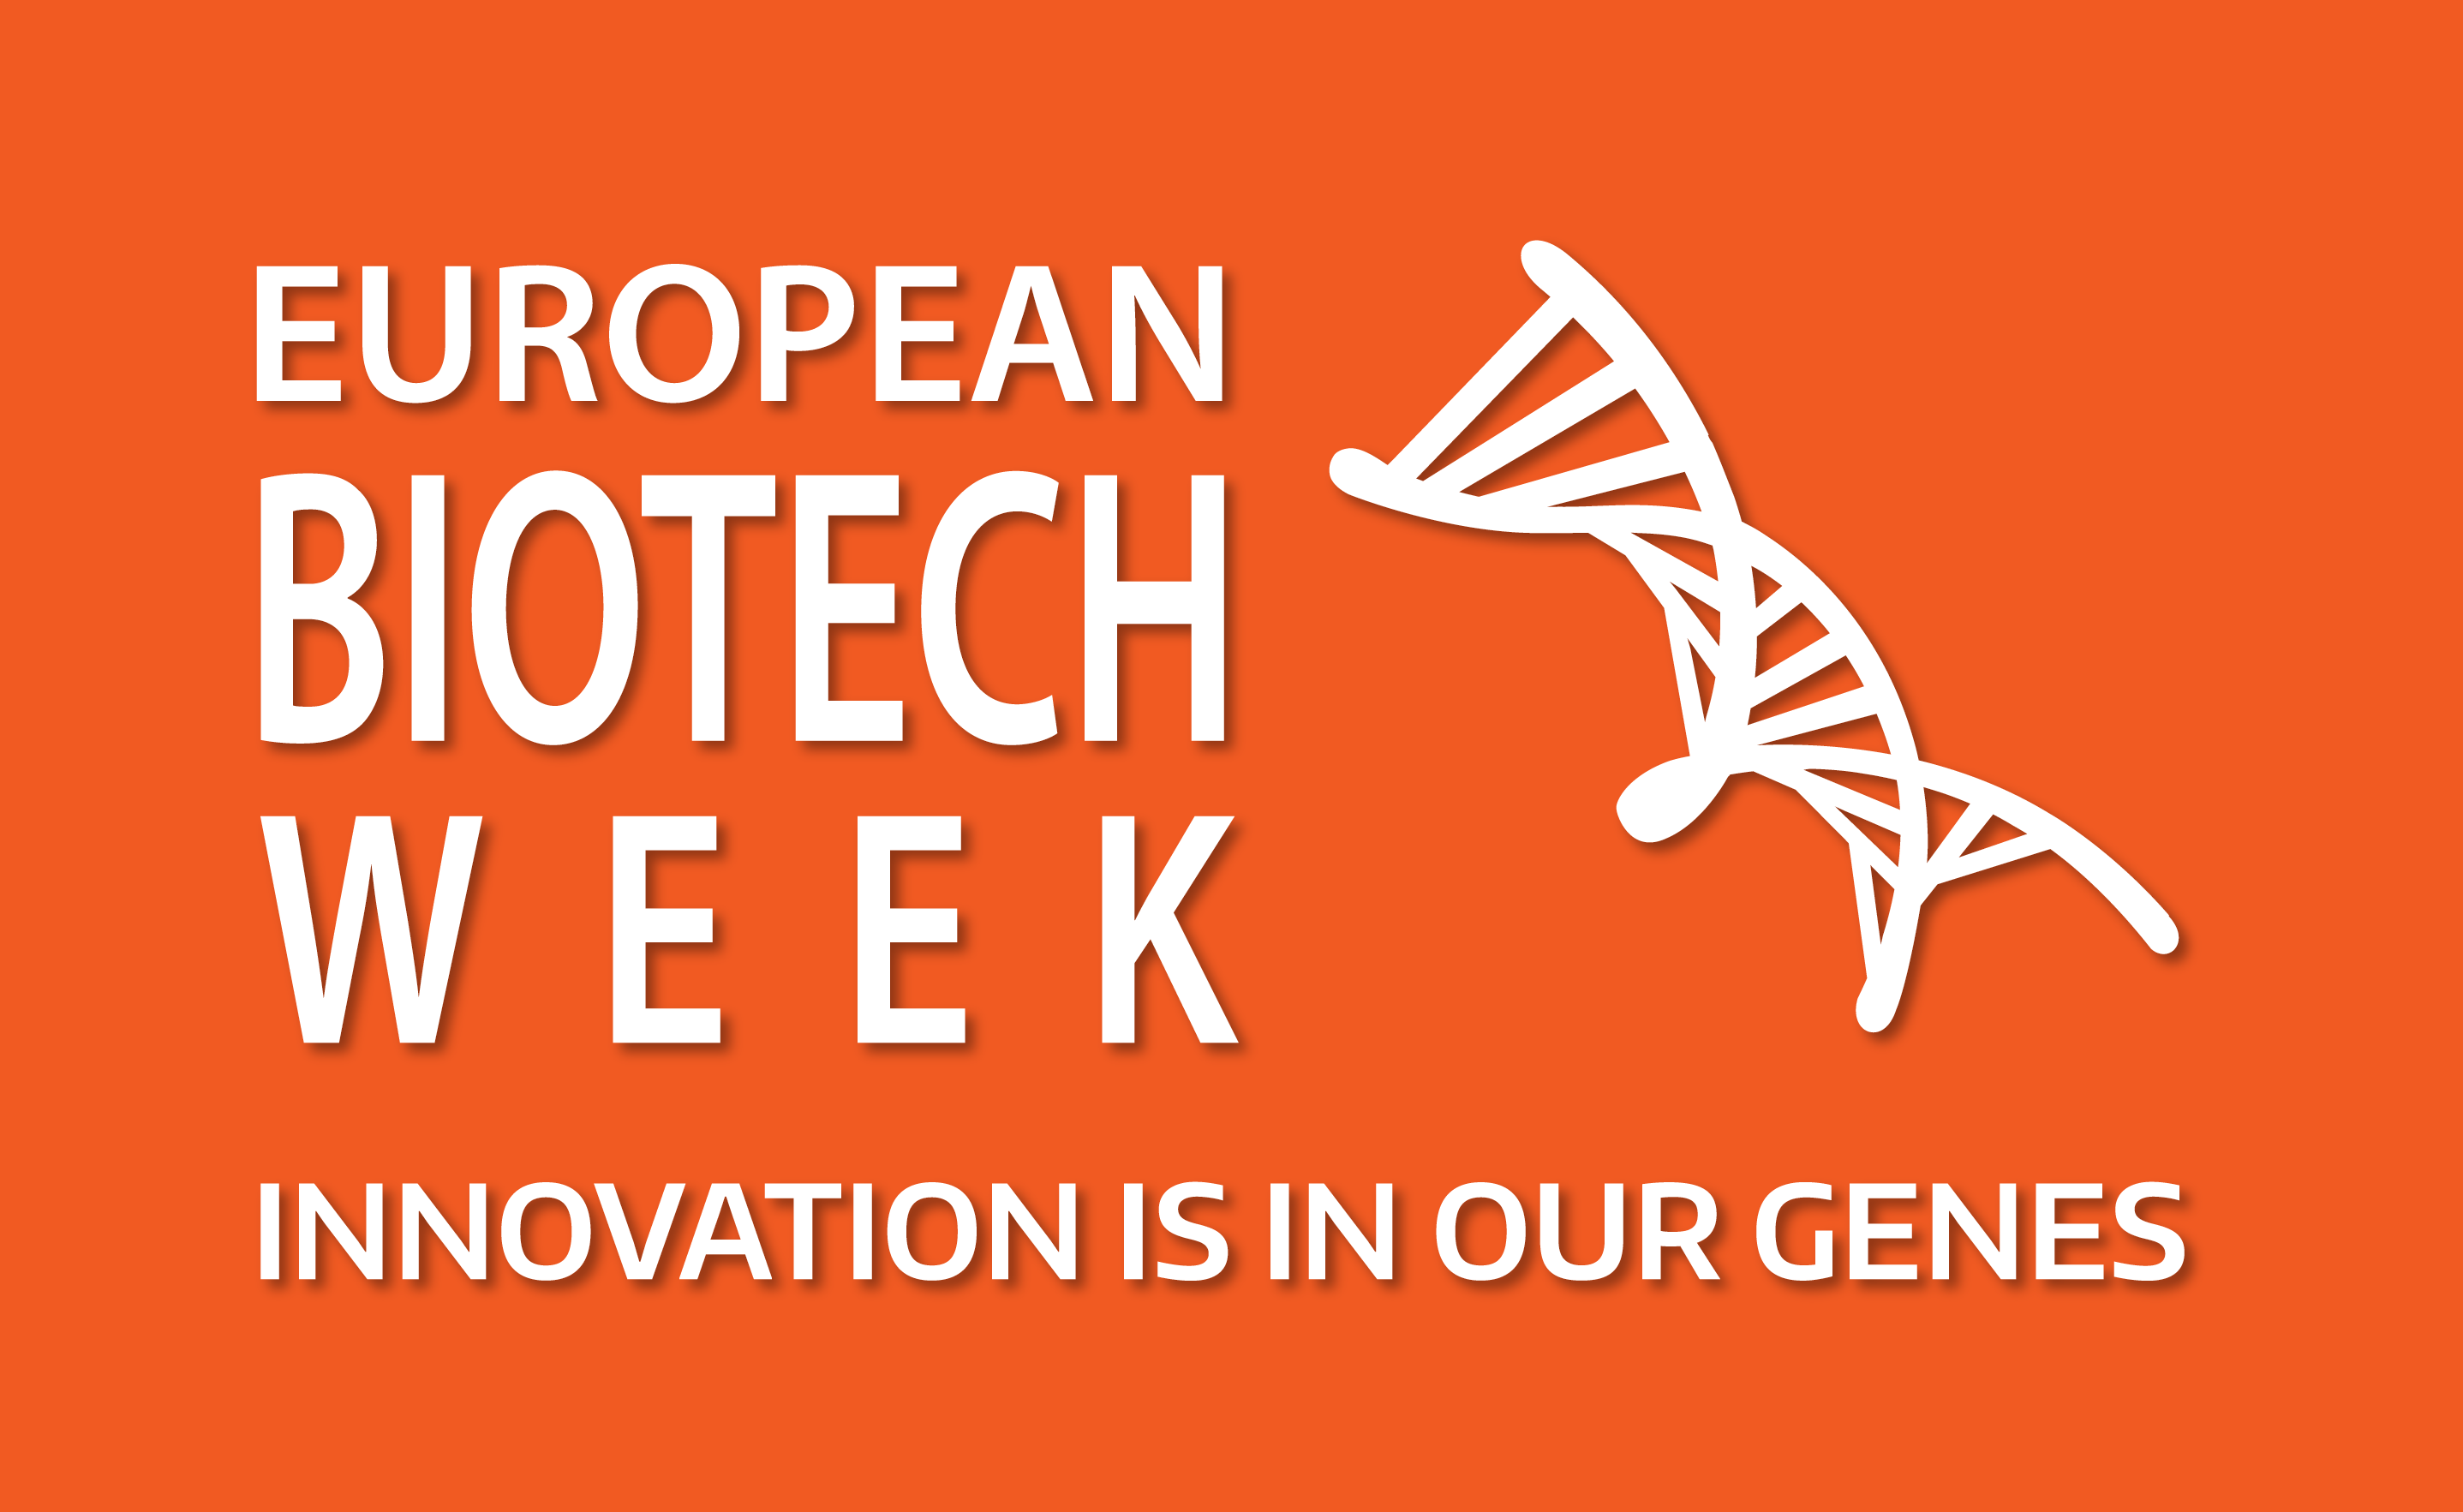 EUROPEAN
BIOTECH
WEEK
INNOVATION IS IN OUR GENES